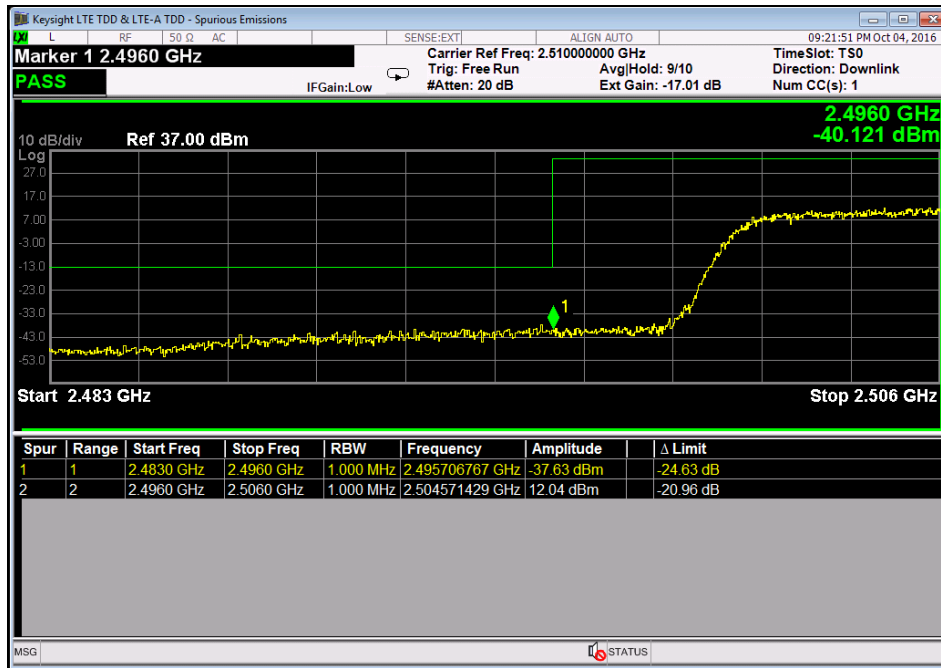 Keysight LTE TDD & LTE-A TDD - Spurious Emissions
LXI L RF 50 Ω AC SENSE:EXT ALIGN AUTO 09:21:51 PM Oct 04, 2016
Marker 1 2.4960 GHz
Carrier Ref Freq: 2.510000000 GHz TimeSlot: TS0
Trig: Free Run Avg|Hold: 9/10 Direction: Downlink
PASS IFGain:Low #Atten: 20 dB Ext Gain: -17.01 dB Num CC(s): 1
2.4960 GHz
-40.121 dBm
10 dB/div Ref 37.00 dBm
Log
27.0
17.0
7.00
-3.00
-13.0
-23.0
-33.0
-43.0
-53.0
1
Start 2.483 GHz Stop 2.506 GHz
Spur Range Start Freq Stop Freq RBW Frequency Amplitude Δ Limit
1 1 2.4830 GHz 2.4960 GHz 1.000 MHz 2.495706767 GHz -37.63 dBm -24.63 dB
2 2 2.4960 GHz 2.5060 GHz 1.000 MHz 2.504571429 GHz 12.04 dBm -20.96 dB
MSG STATUS